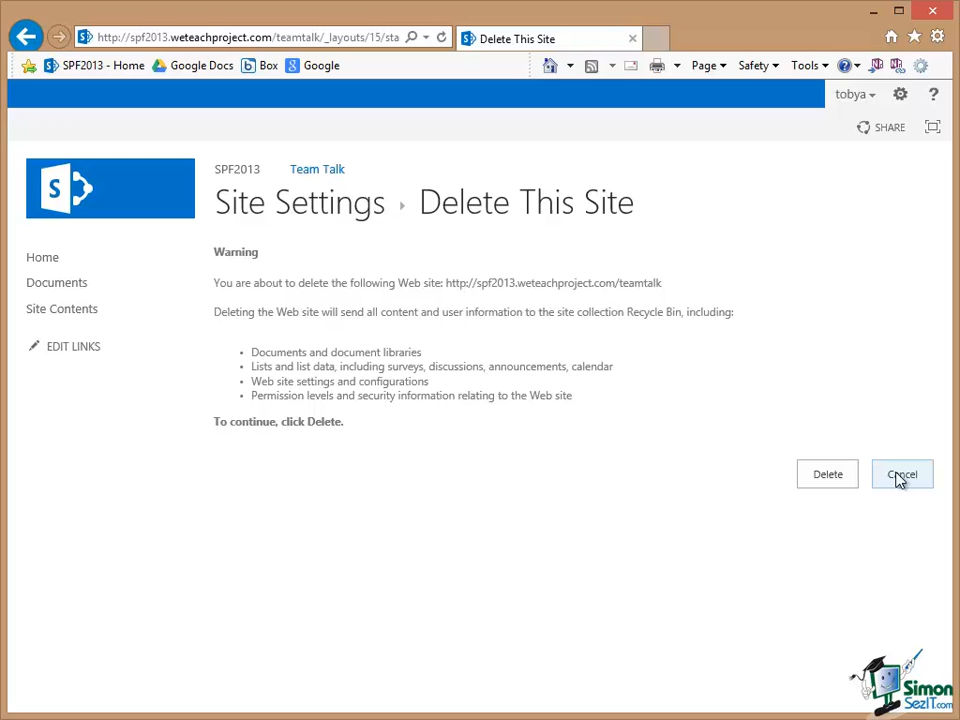 http://spf2013.weteachproject.com/teamtalk/_layouts/15/sta
Delete This Site
SPF2013 - Home
Google Docs
Box
Google
Page
Safety
Tools
tobya
SHARE
SPF2013
Team Talk
Site Settings
Delete This Site
Home
Documents
Site Contents
EDIT LINKS
Warning
You are about to delete the following Web site: http://spf2013.weteachproject.com/teamtalk
Deleting the Web site will send all content and user information to the site collection Recycle Bin, including:
Documents and document libraries
Lists and list data, including surveys, discussions, announcements, calendar
Web site settings and configurations
Permission levels and security information relating to the Web site
To continue, click Delete.
Delete
Cancel
Simon
SezIT.com